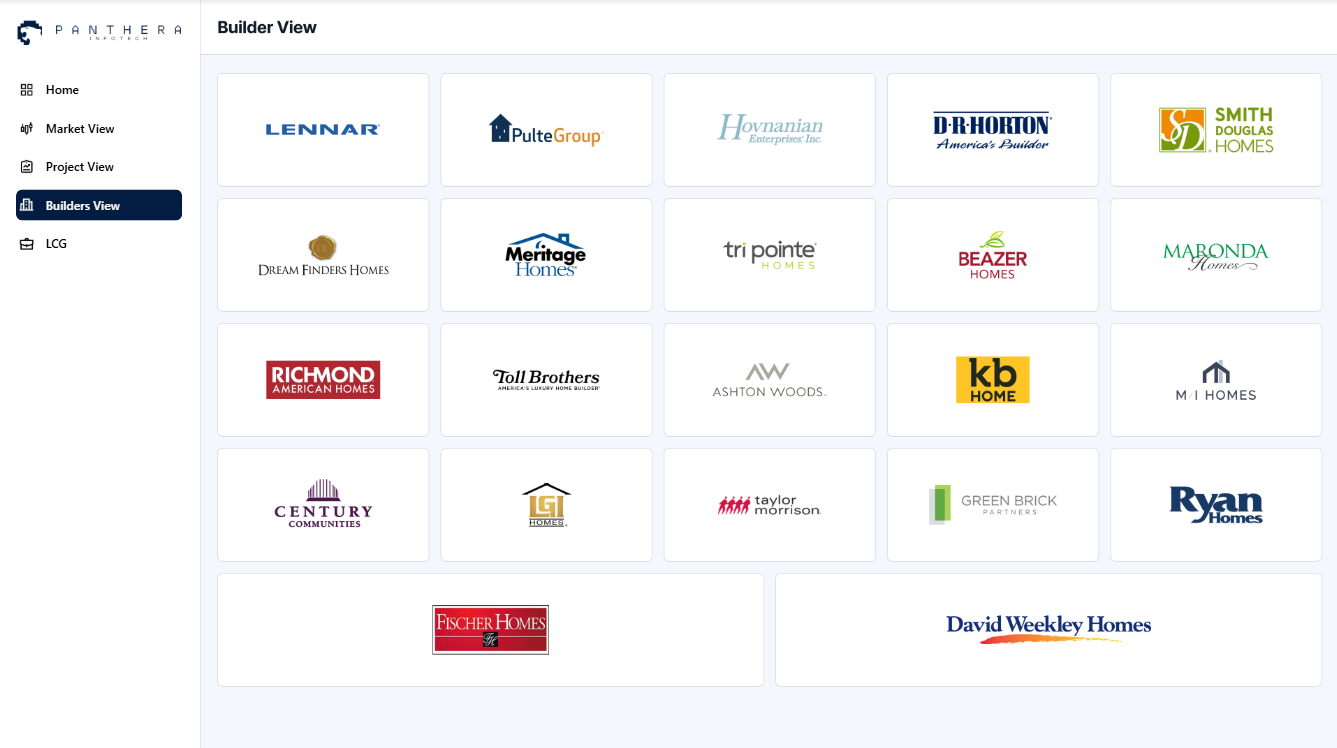 PANTHERA
INFOTECH
Builder View
Home
Market View
Project View
Builders View
LCG
LENNAR®
PulteGroup
Hovnanian
Enterprises®, Inc.
D·R·HORTON®
America's Builder
SMITH
DOUGLAS
HOMES
SD®
DREAM FINDERS HOMES
Meritage
Homes®
tri pointe®
HOMES
BEAZER
HOMES
MARONDA
Homes
RICHMOND
AMERICAN HOMES
Toll Brothers
AMERICA'S LUXURY HOME BUILDER®
AW
ASHTON WOODS™
kb
HOME
M/I HOMES
CENTURY
COMMUNITIES
LGI
HOMES
taylor
morrison
GREEN BRICK
PARTNERS
Ryan
Homes
FISCHER HOMES
FH
David Weekley Homes